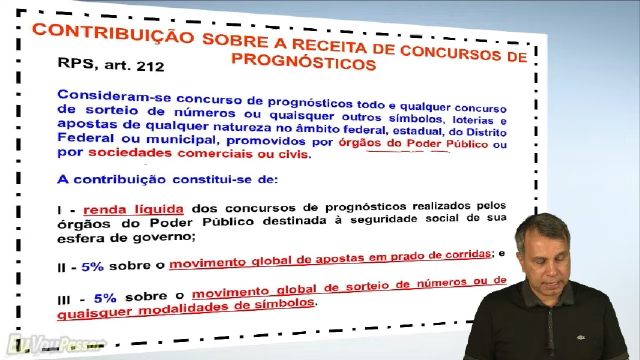 CONTRIBUIÇÃO SOBRE A RECEITA DE CONCURSOS DE
PROGNÓSTICOS
RPS, art. 212
Consideram-se concurso de prognósticos todo e qualquer concurso
de sorteio de números ou quaisquer outros símbolos, loterias e
apostas de qualquer natureza no âmbito federal, estadual, do Distrito
Federal ou municipal, promovidos por órgãos do Poder Público ou
por sociedades comerciais ou civis.
A contribuição constitui-se de:
I - renda líquida dos concursos de prognósticos realizados pelos
órgãos do Poder Público destinada à seguridade social de sua
esfera de governo;
II - 5% sobre o movimento global de apostas em prado de corridas; e
III - 5% sobre o movimento global de sorteio de números ou de
quaisquer modalidades de símbolos.
Eu Vou Passar